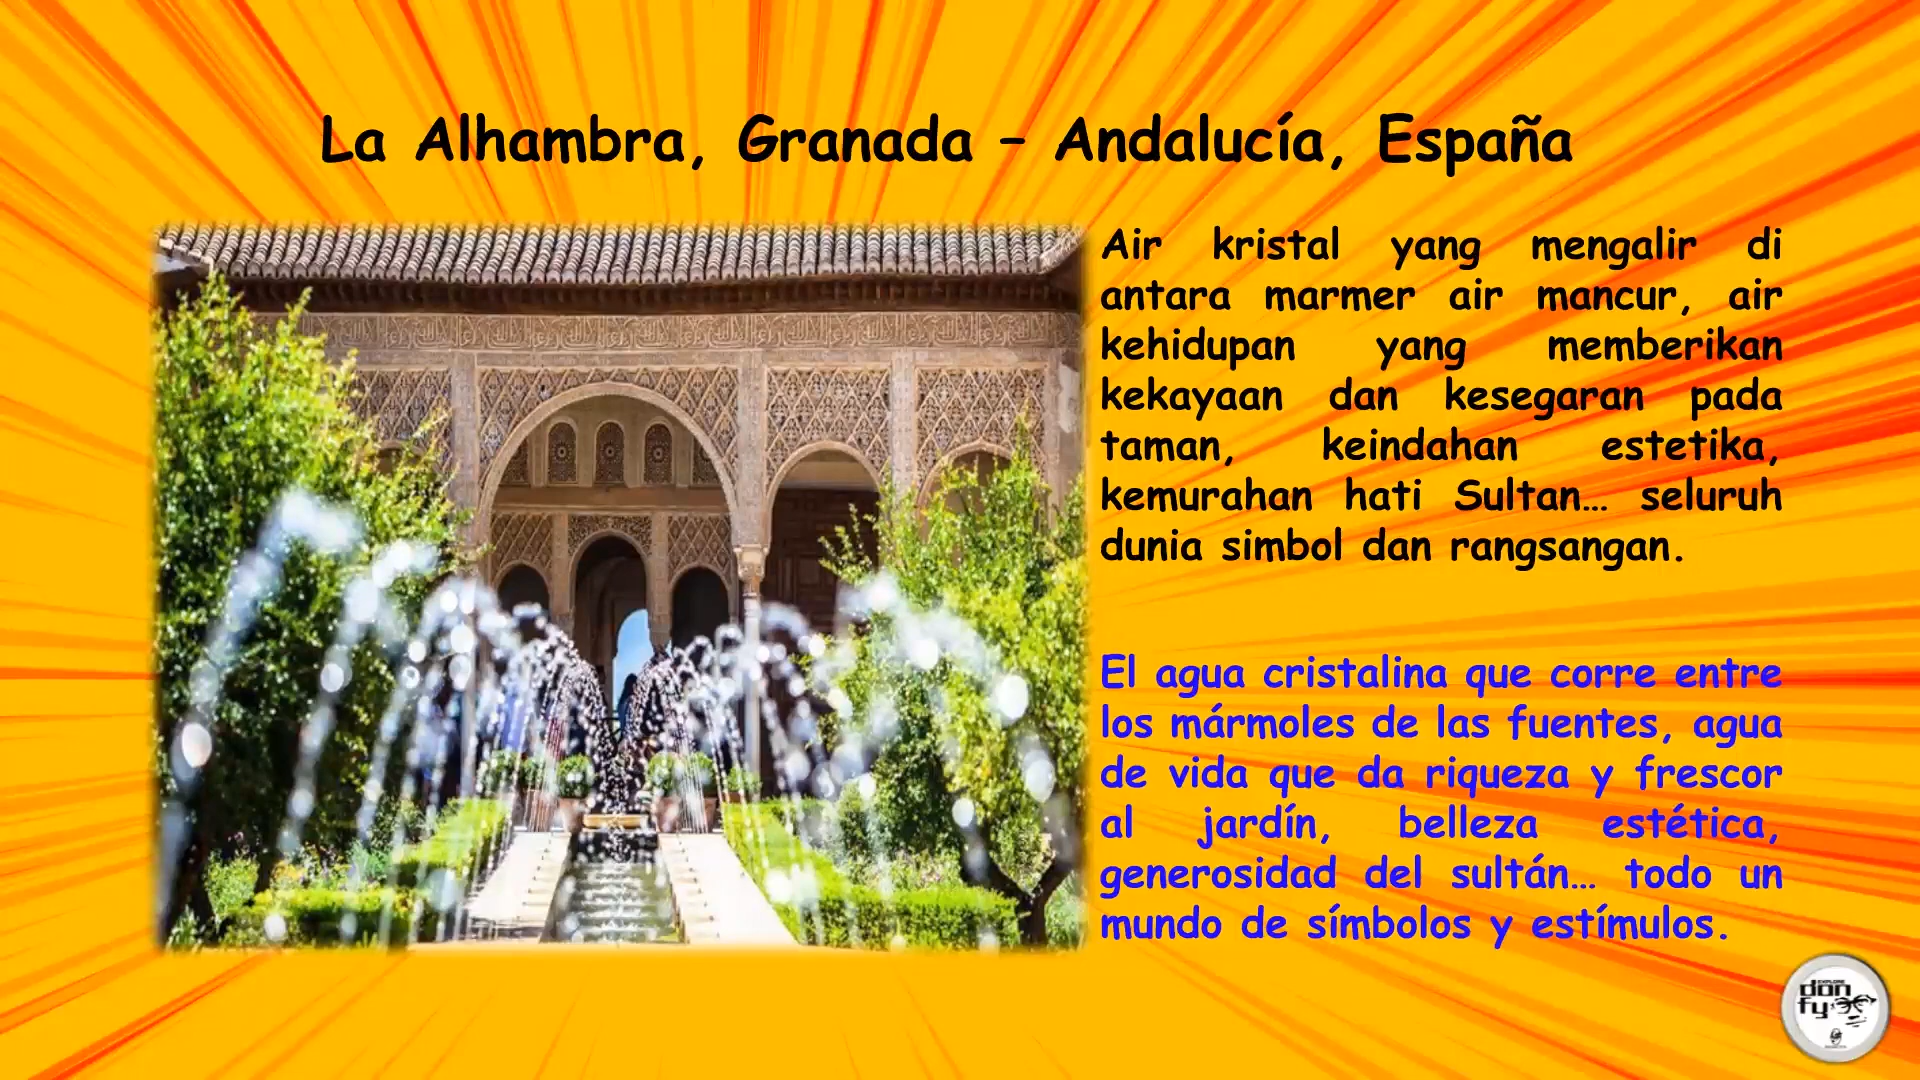 La Alhambra, Granada – Andalucía, España
Air kristal yang mengalir di
antara marmer air mancur, air
kehidupan yang memberikan
kekayaan dan kesegaran pada
taman, keindahan estetika,
kemurahan hati Sultan… seluruh
dunia simbol dan rangsangan.
El agua cristalina que corre entre
los mármoles de las fuentes, agua
de vida que da riqueza y frescor
al jardín, belleza estética,
generosidad del sultán… todo un
mundo de símbolos y estímulos.
EXPLORE
don
fy